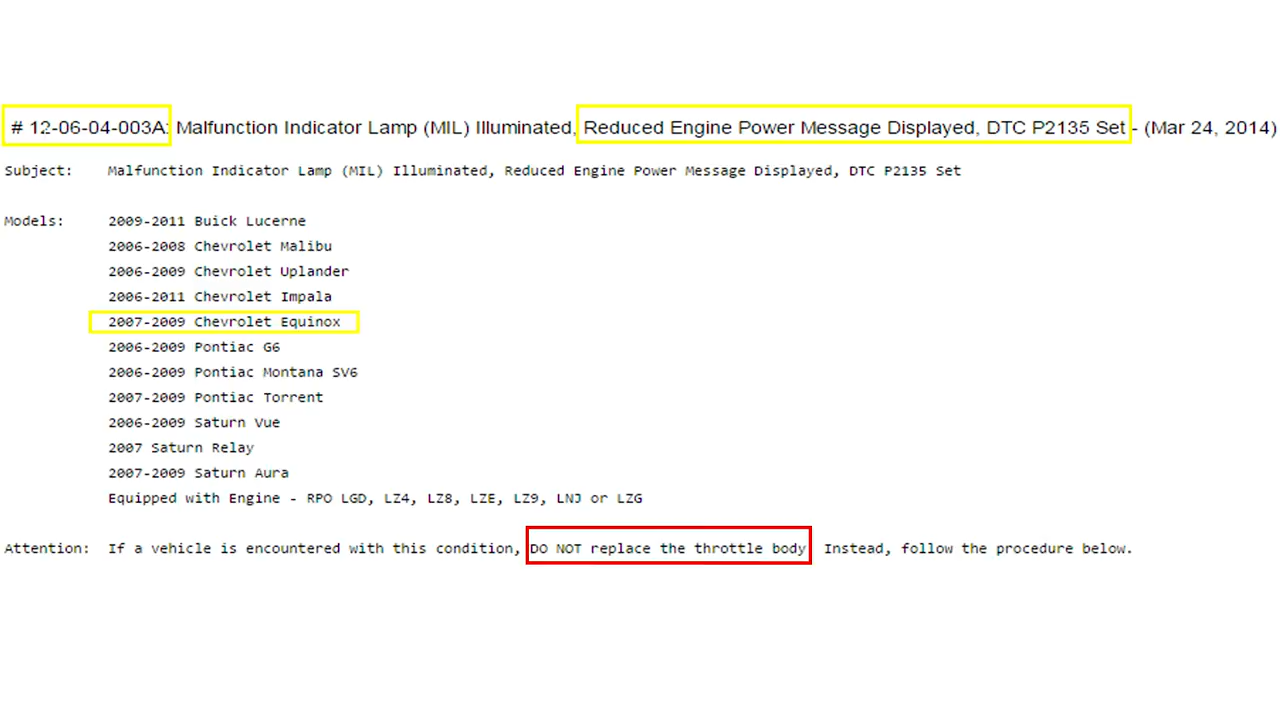 # 12-06-04-003A: Malfunction Indicator Lamp (MIL) Illuminated, Reduced Engine Power Message Displayed, DTC P2135 Set - (Mar 24, 2014)
Subject: Malfunction Indicator Lamp (MIL) Illuminated, Reduced Engine Power Message Displayed, DTC P2135 Set
Models: 2009-2011 Buick Lucerne
2006-2008 Chevrolet Malibu
2006-2009 Chevrolet Uplander
2006-2011 Chevrolet Impala
2007-2009 Chevrolet Equinox
2006-2009 Pontiac G6
2006-2009 Pontiac Montana SV6
2007-2009 Pontiac Torrent
2006-2009 Saturn Vue
2007 Saturn Relay
2007-2009 Saturn Aura
Equipped with Engine - RPO LGD, LZ4, LZ8, LZE, LZ9, LNJ or LZG
Attention: If a vehicle is encountered with this condition, DO NOT replace the throttle body Instead, follow the procedure below.